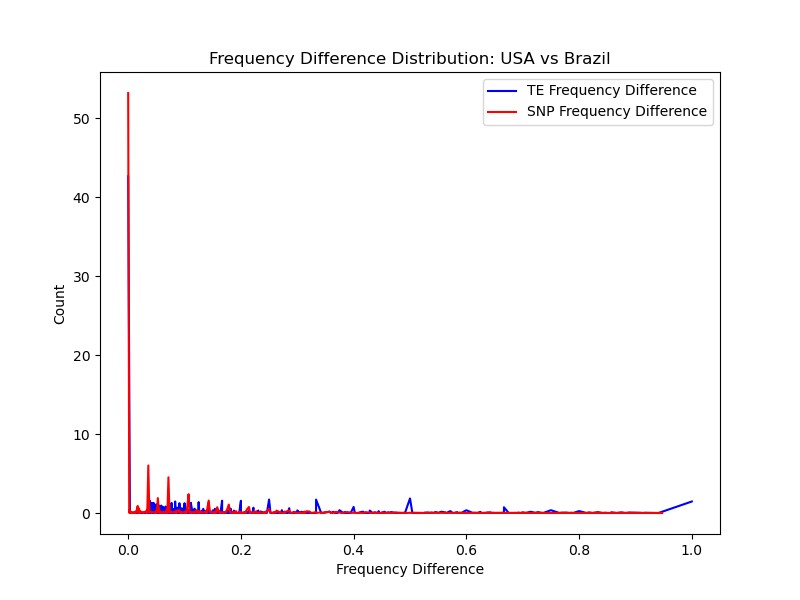 Frequency Difference Distribution: USA vs Brazil
TE Frequency Difference
SNP Frequency Difference
50
40
30
20
10
0
Count
0.0 0.2 0.4 0.6 0.8 1.0
Frequency Difference